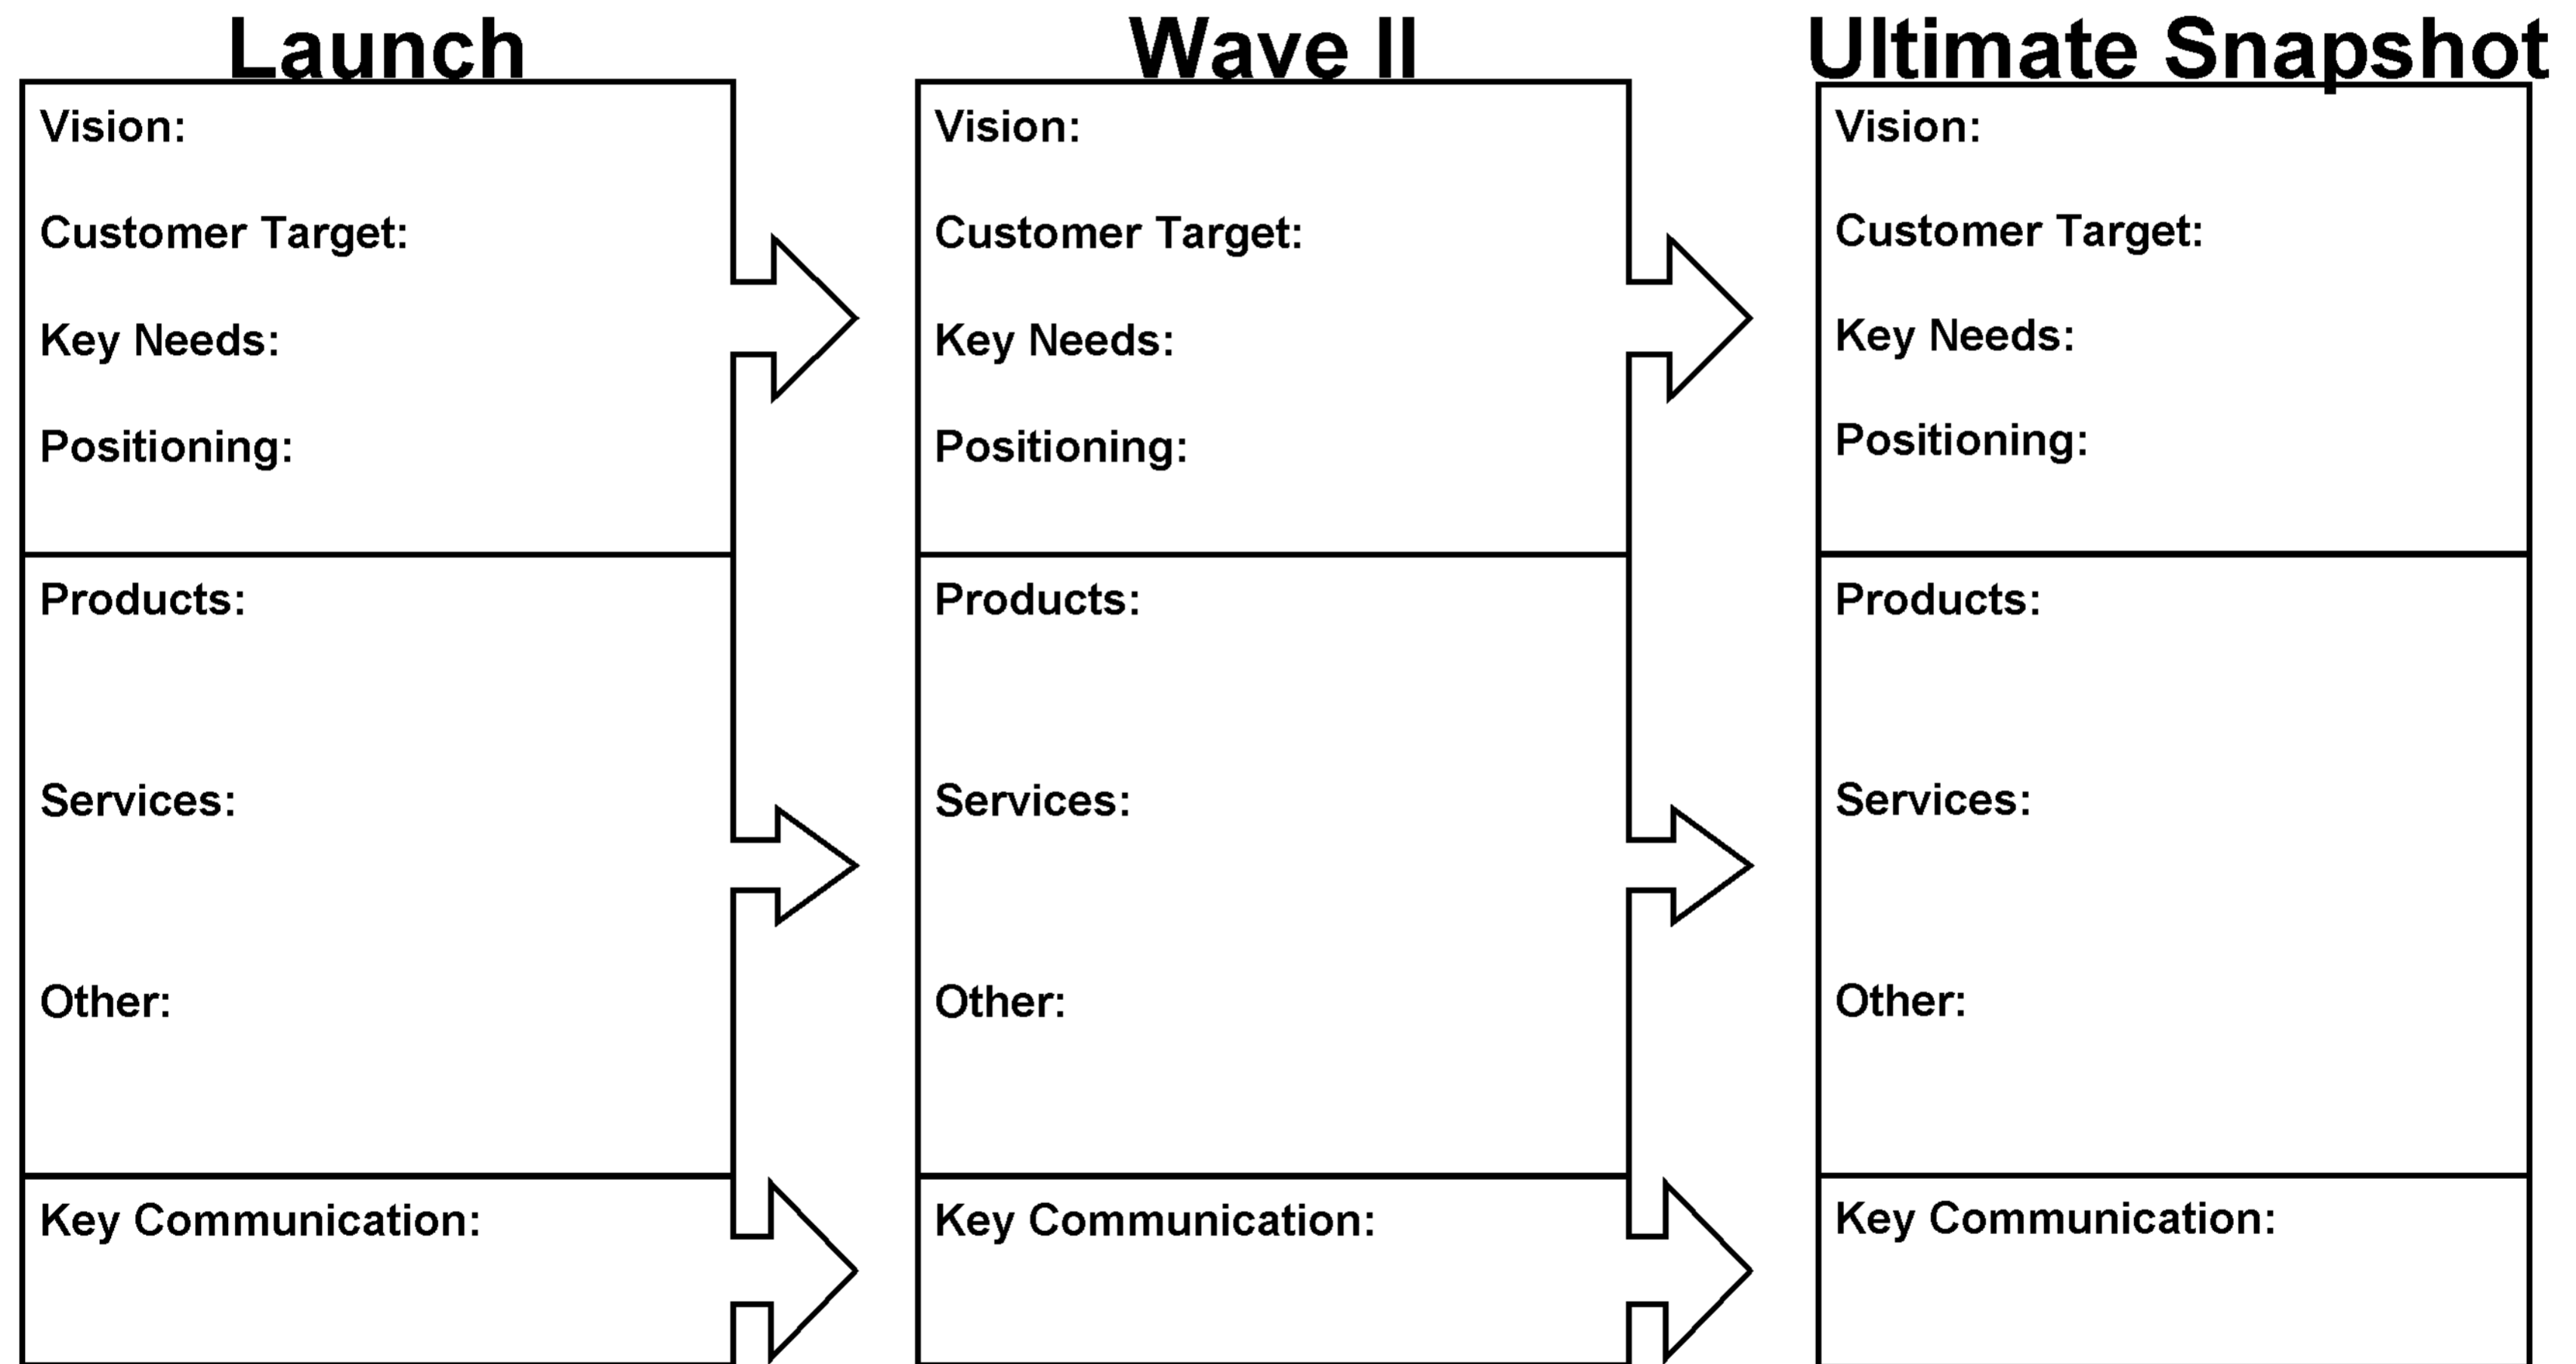 Launch
Vision:
Customer Target:
Key Needs:
Positioning:
Products:
Services:
Other:
Key Communication:
Wave II
Vision:
Customer Target:
Key Needs:
Positioning:
Products:
Services:
Other:
Key Communication:
Ultimate Snapshot
Vision:
Customer Target:
Key Needs:
Positioning:
Products:
Services:
Other:
Key Communication: